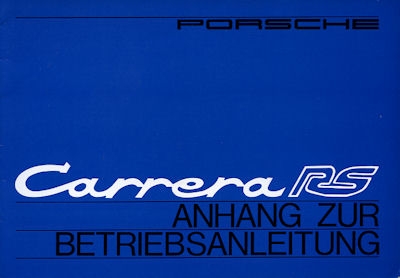 PORSCHE
Carrera RS
ANHANG ZUR
BETRIEBSANLEITUNG